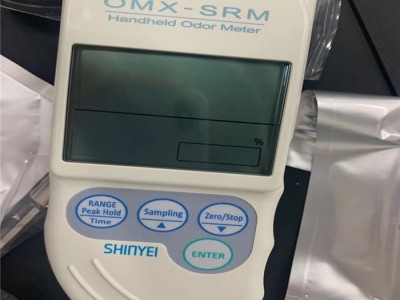 OMX-SRM
Handheld Odor Meter
%
RANGE
Peak Hold
Time
Sampling
▲
Zero/Stop
▼
SHINYEI
ENTER